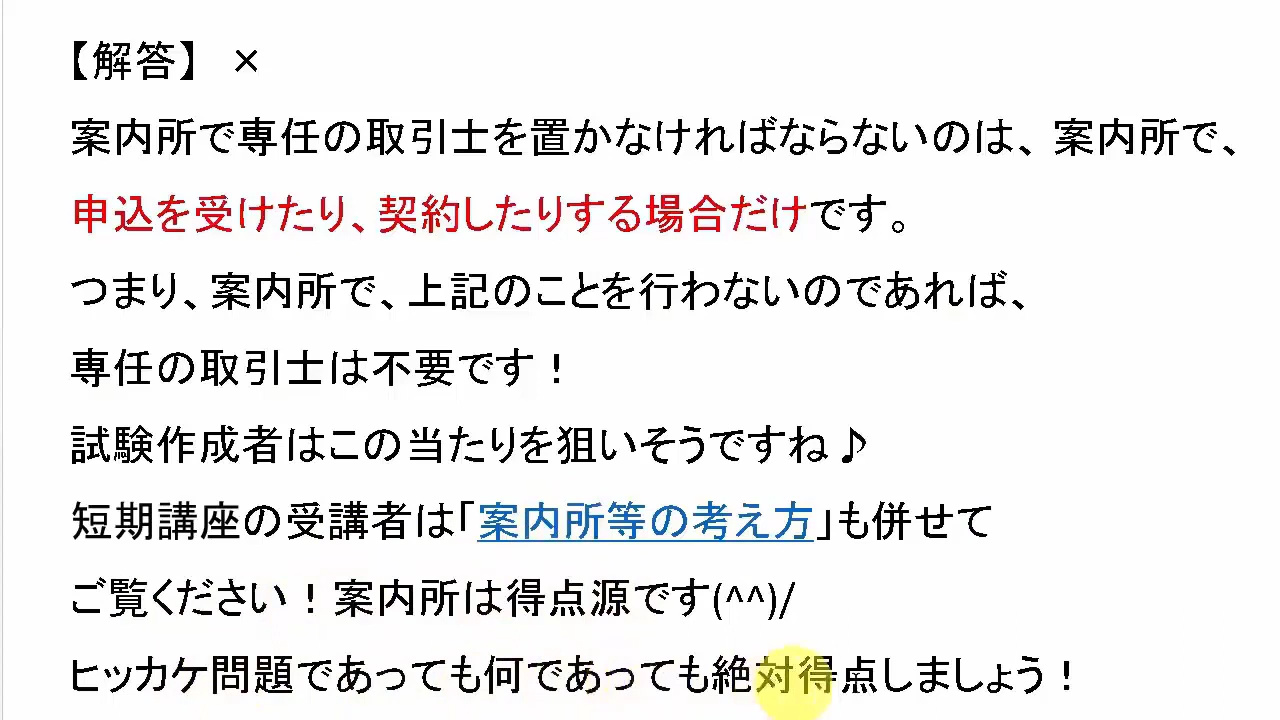 【解答】 ×
案内所で専任の取引士を置かなければならないのは、案内所で、
申込を受けたり、契約したりする場合だけです。
つまり、案内所で、上記のことを行わないのであれば、
専任の取引士は不要です！
試験作成者はこの当たりを狙いそうですね♪
短期講座の受講者は「案内所等の考え方」も併せて
ご覧ください！案内所は得点源です(^^)/
ヒッカケ問題であっても何であっても絶対得点しましょう！